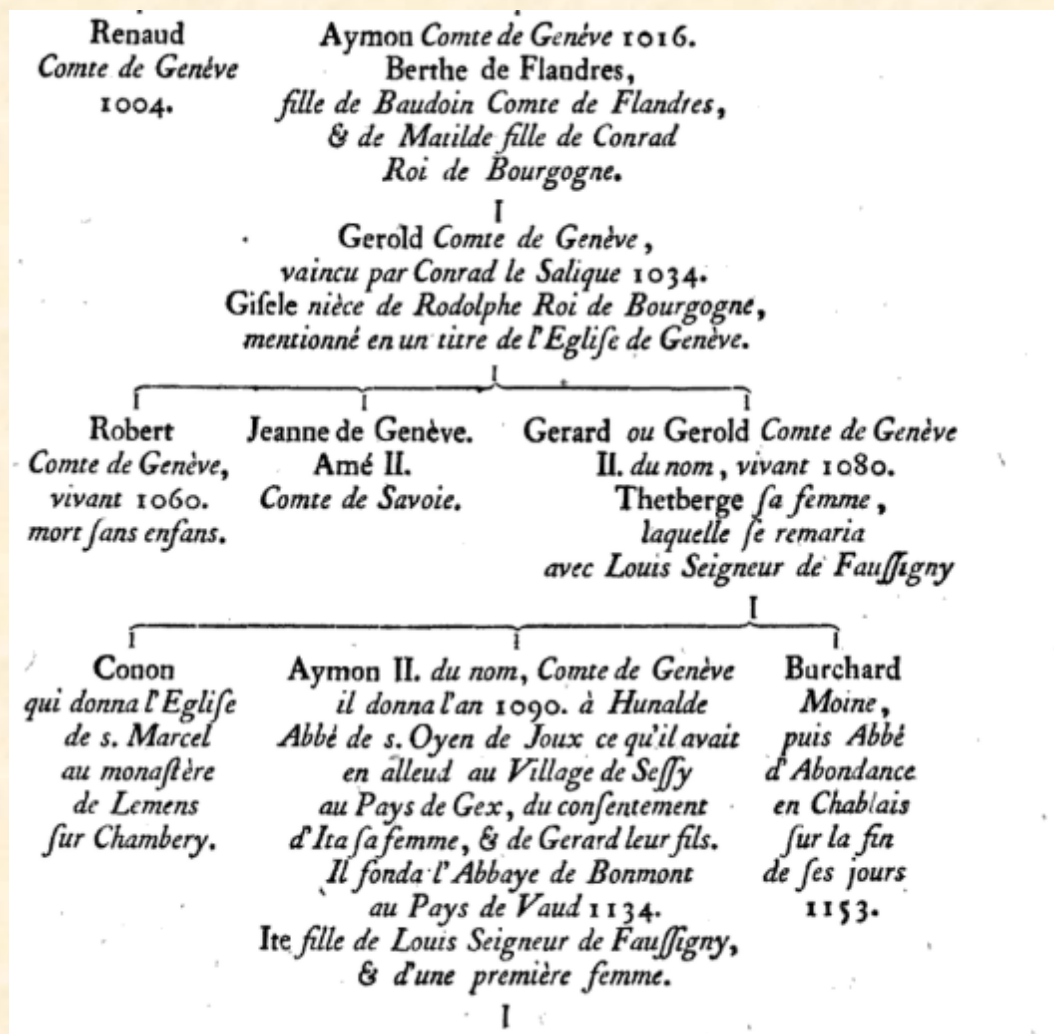 Renaud
Comte de Genève
1004.
Aymon Comte de Genève 1016.
Berthe de Flandres,
fille de Baudoin Comte de Flandres,
& de Matilde fille de Conrad
Roi de Bourgogne.
Gerold Comte de Genève,
vaincu par Conrad le Salique 1034.
Giſele nièce de Rodolphe Roi de Bourgogne,
mentionné en un titre de l'Egliſe de Genève.
Robert
Comte de Genève,
vivant 1060.
mort ſans enfans.
Jeanne de Genève.
Amé II.
Comte de Savoie.
Gerard ou Gerold Comte de Genève
II. du nom, vivant 1080.
Thetberge ſa femme,
laquelle ſe remaria
avec Louis Seigneur de Fauſſigny
Conon
qui donna l'Egliſe
de s. Marcel
au monaſtère
de Lemens
ſur Chambery.
Aymon II. du nom, Comte de Genève
il donna l'an 1090. à Hunalde
Abbé de s. Oyen de Joux ce qu'il avait
en alleud au Village de Seſſy
au Pays de Gex, du conſentement
d'Ita ſa femme, & de Gerard leur fils.
Il fonda l'Abbaye de Bonmont
au Pays de Vaud 1134.
Ite fille de Louis Seigneur de Fauſſigny,
& d'une première femme.
Burchard
Moine,
puis Abbé
d'Abondance
en Chablais
ſur la fin
de ſes jours
1153.